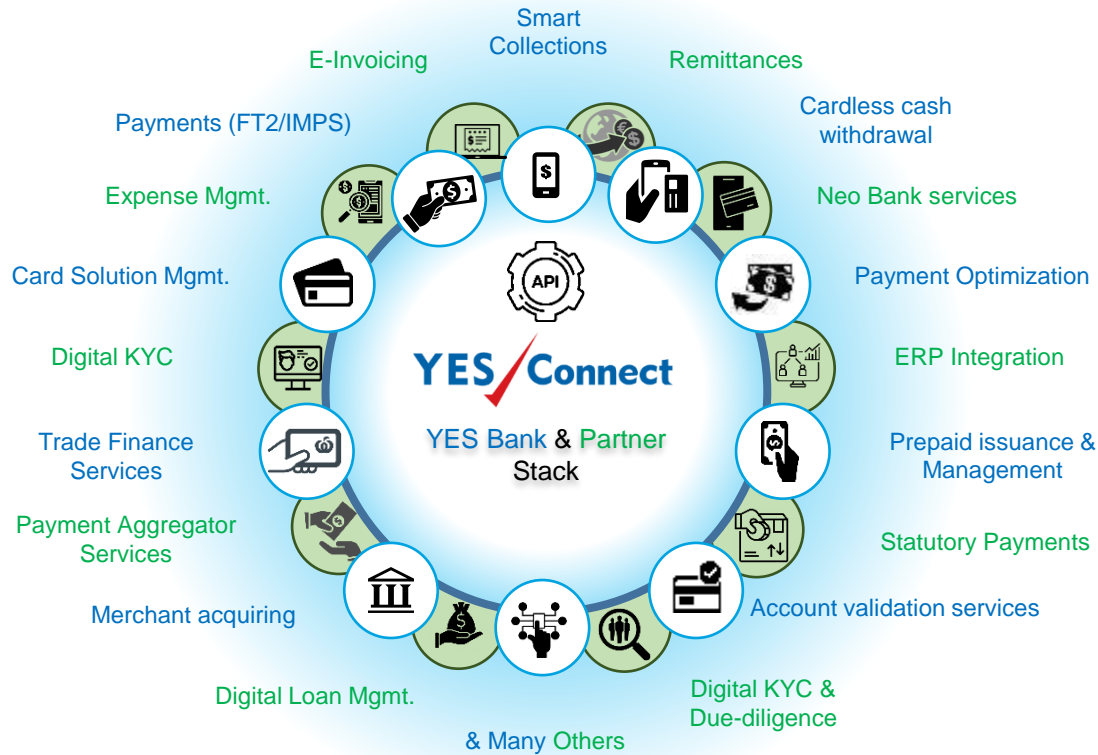 Smart
Collections
E-Invoicing
Remittances
Payments (FT2/IMPS)
Cardless cash
withdrawal
Expense Mgmt.
Neo Bank services
Card Solution Mgmt.
Payment Optimization
API
Digital KYC
YES Connect
ERP Integration
YES Bank & Partner
Stack
Trade Finance
Services
Prepaid issuance &
Management
Payment Aggregator
Services
Statutory Payments
Merchant acquiring
Account validation services
Digital Loan Mgmt.
Digital KYC &
Due-diligence
& Many Others